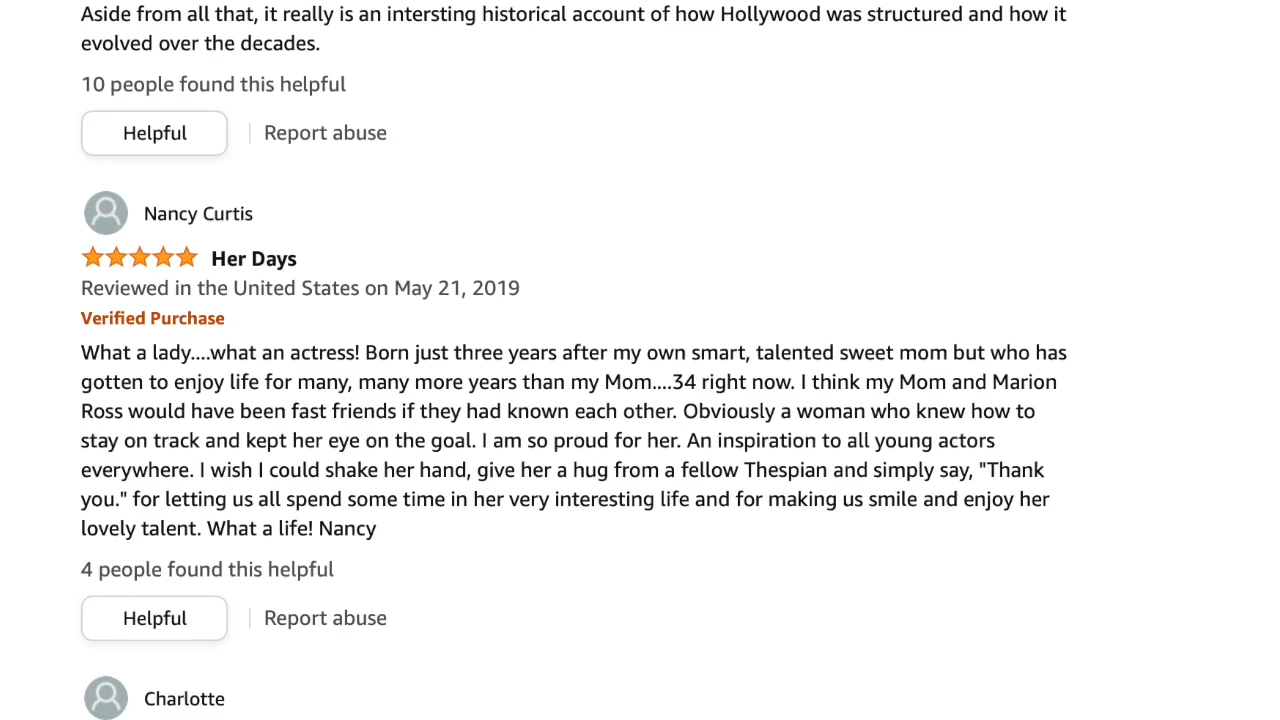 Aside from all that, it really is an intersting historical account of how Hollywood was structured and how it
evolved over the decades.
10 people found this helpful
Helpful
Report abuse
Nancy Curtis
Her Days
Reviewed in the United States on May 21, 2019
Verified Purchase
What a lady....what an actress! Born just three years after my own smart, talented sweet mom but who has
gotten to enjoy life for many, many more years than my Mom....34 right now. I think my Mom and Marion
Ross would have been fast friends if they had known each other. Obviously a woman who knew how to
stay on track and kept her eye on the goal. I am so proud for her. An inspiration to all young actors
everywhere. I wish I could shake her hand, give her a hug from a fellow Thespian and simply say, "Thank
you." for letting us all spend some time in her very interesting life and for making us smile and enjoy her
lovely talent. What a life! Nancy
4 people found this helpful
Helpful
Report abuse
Charlotte